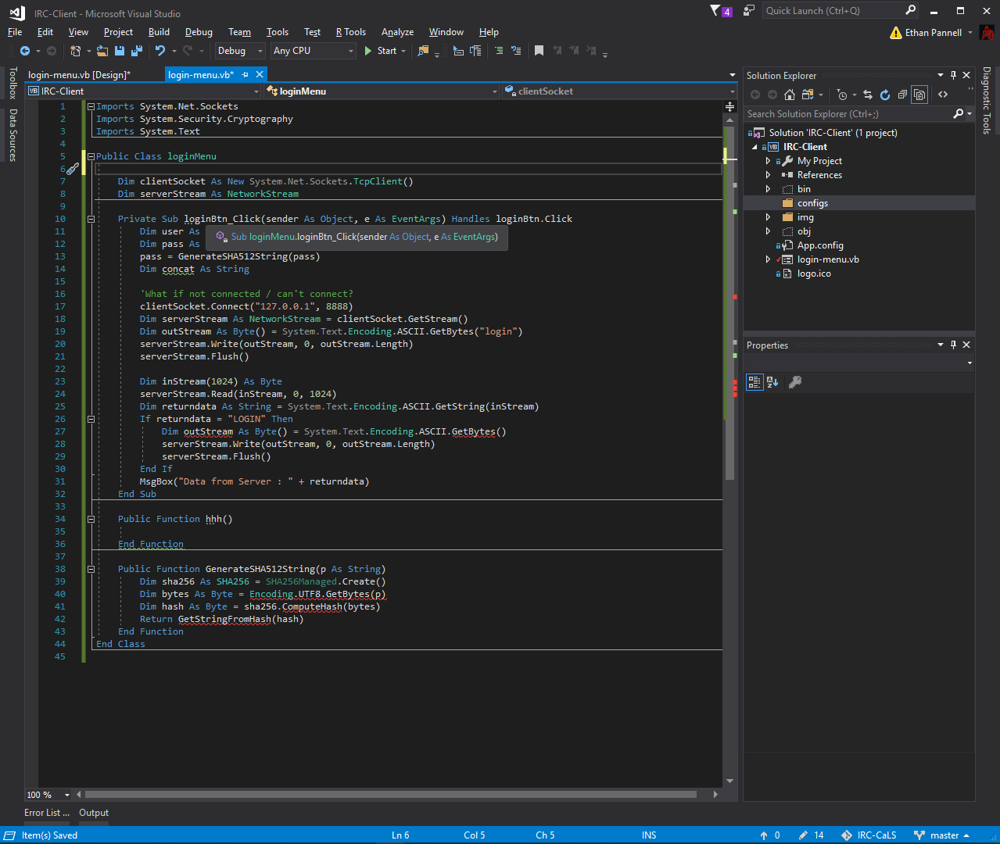 IRC-Client - Microsoft Visual Studio
4
Quick Launch (Ctrl+Q)
File Edit View Project Build Debug Team Tools Test R Tools Analyze Window Help
Ethan Pannell
Debug Any CPU Start
Toolbox
Data Sources
login-menu.vb [Design]* login-menu.vb*
VB IRC-Client loginMenu clientSocket
1 Imports System.Net.Sockets
2 Imports System.Security.Cryptography
3 Imports System.Text
4
5 Public Class loginMenu
6
7 Dim clientSocket As New System.Net.Sockets.TcpClient()
8 Dim serverStream As NetworkStream
9
10 Private Sub loginBtn_Click(sender As Object, e As EventArgs) Handles loginBtn.Click
11 Dim user As
Sub loginMenu.loginBtn_Click(sender As Object, e As EventArgs)
12 Dim pass As
13 pass = GenerateSHA512String(pass)
14 Dim concat As String
15
16 'What if not connected / can't connect?
17 clientSocket.Connect("127.0.0.1", 8888)
18 Dim serverStream As NetworkStream = clientSocket.GetStream()
19 Dim outStream As Byte() = System.Text.Encoding.ASCII.GetBytes("login")
20 serverStream.Write(outStream, 0, outStream.Length)
21 serverStream.Flush()
22
23 Dim inStream(1024) As Byte
24 serverStream.Read(inStream, 0, 1024)
25 Dim returndata As String = System.Text.Encoding.ASCII.GetString(inStream)
26 If returndata = "LOGIN" Then
27 Dim outStream As Byte() = System.Text.Encoding.ASCII.GetBytes()
28 serverStream.Write(outStream, 0, outStream.Length)
29 serverStream.Flush()
30 End If
31 MsgBox("Data from Server : " + returndata)
32 End Sub
33
34 Public Function hhh()
35
36 End Function
37
38 Public Function GenerateSHA512String(p As String)
39 Dim sha256 As SHA256 = SHA256Managed.Create()
40 Dim bytes As Byte = Encoding.UTF8.GetBytes(p)
41 Dim hash As Byte = sha256.ComputeHash(bytes)
42 Return GetStringFromHash(hash)
43 End Function
44 End Class
45
100 %
Solution Explorer
Search Solution Explorer (Ctrl+;)
Solution 'IRC-Client' (1 project)
VB IRC-Client
My Project
References
bin
configs
img
obj
App.config
login-menu.vb
logo.ico
Properties
Diagnostic Tools
Error List ... Output
Item(s) Saved Ln 6 Col 5 Ch 5 INS 0 14 IRC-CaLS master